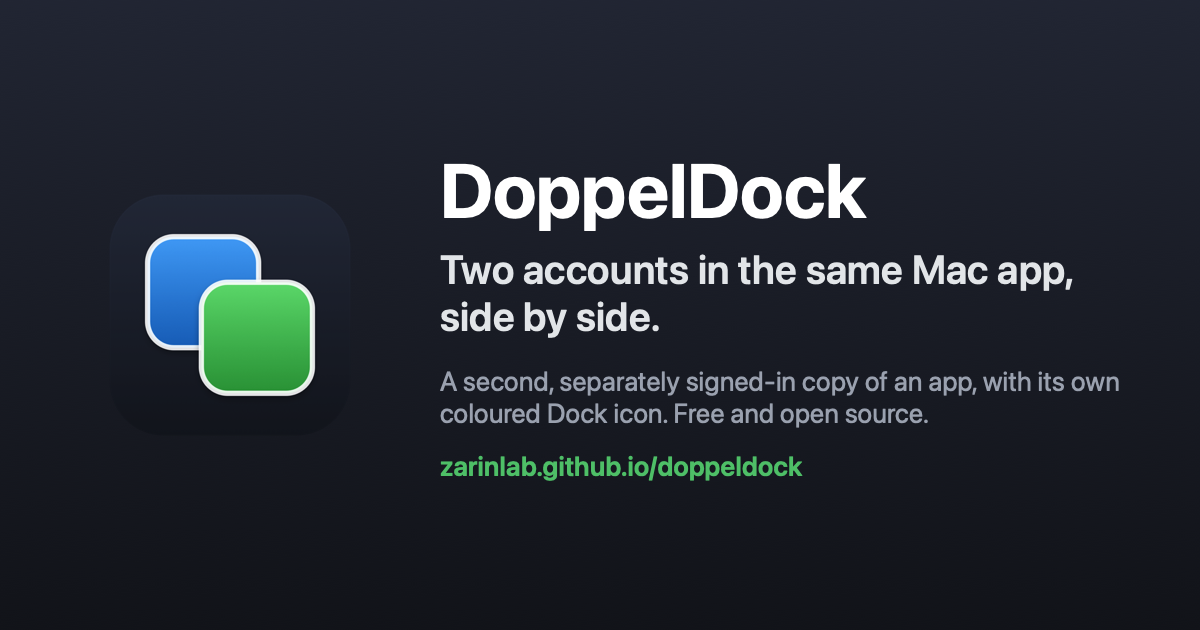 DoppelDock
Two accounts in the same Mac app,
side by side.
A second, separately signed-in copy of an app, with its own
coloured Dock icon. Free and open source.
zarinlab.github.io/doppeldock